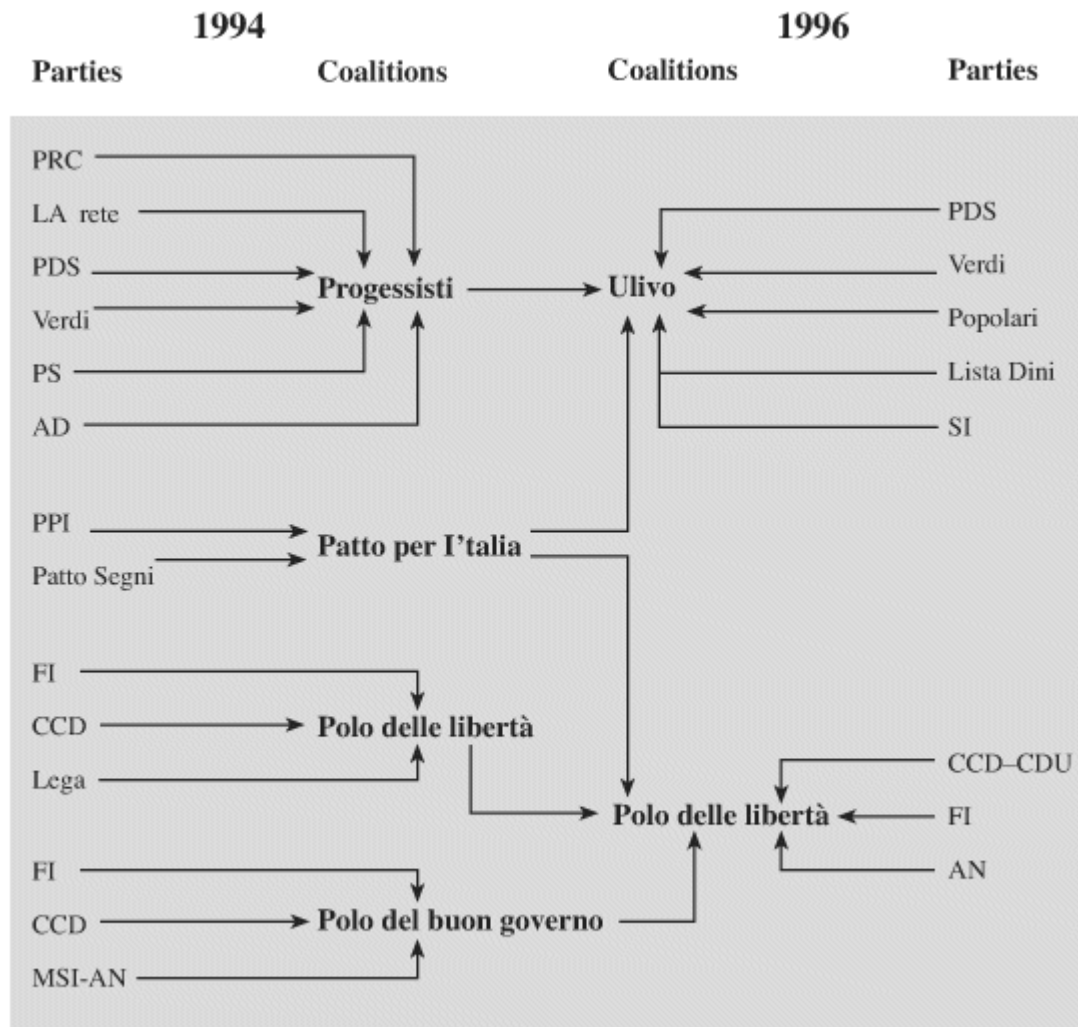 1994 1996
Parties Coalitions Coalitions Parties
PRC
LA rete PDS
PDS Verdi
Progessisti Ulivo
Verdi Popolari
PS Lista Dini
AD SI
PPI
Patto per I'talia
Patto Segni
FI
CCD Polo delle libertà
Lega CCD–CDU
Polo delle libertà FI
FI AN
CCD Polo del buon governo
MSI-AN